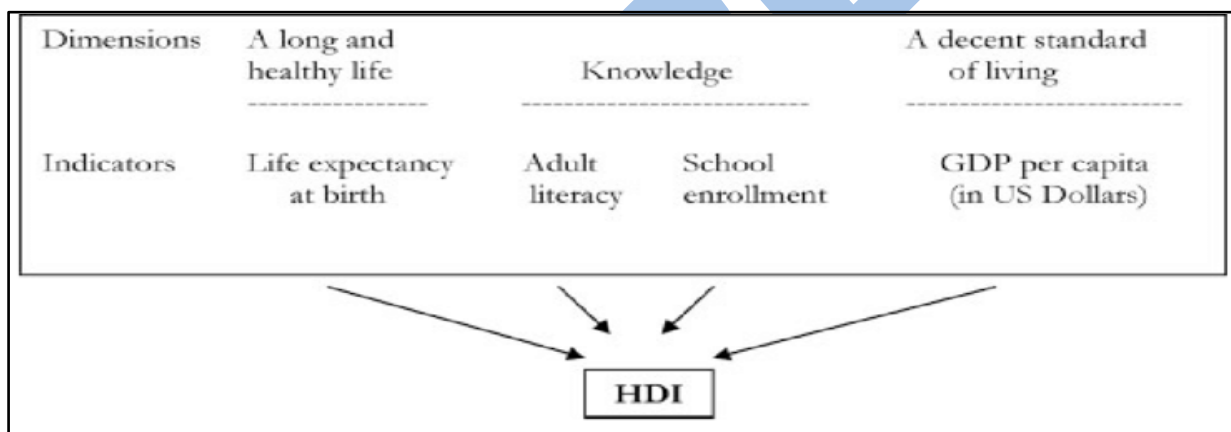 Dimensions
A long and
healthy life
Knowledge
A decent standard
of living
Indicators
Life expectancy
at birth
Adult
literacy
School
enrollment
GDP per capita
(in US Dollars)
HDI